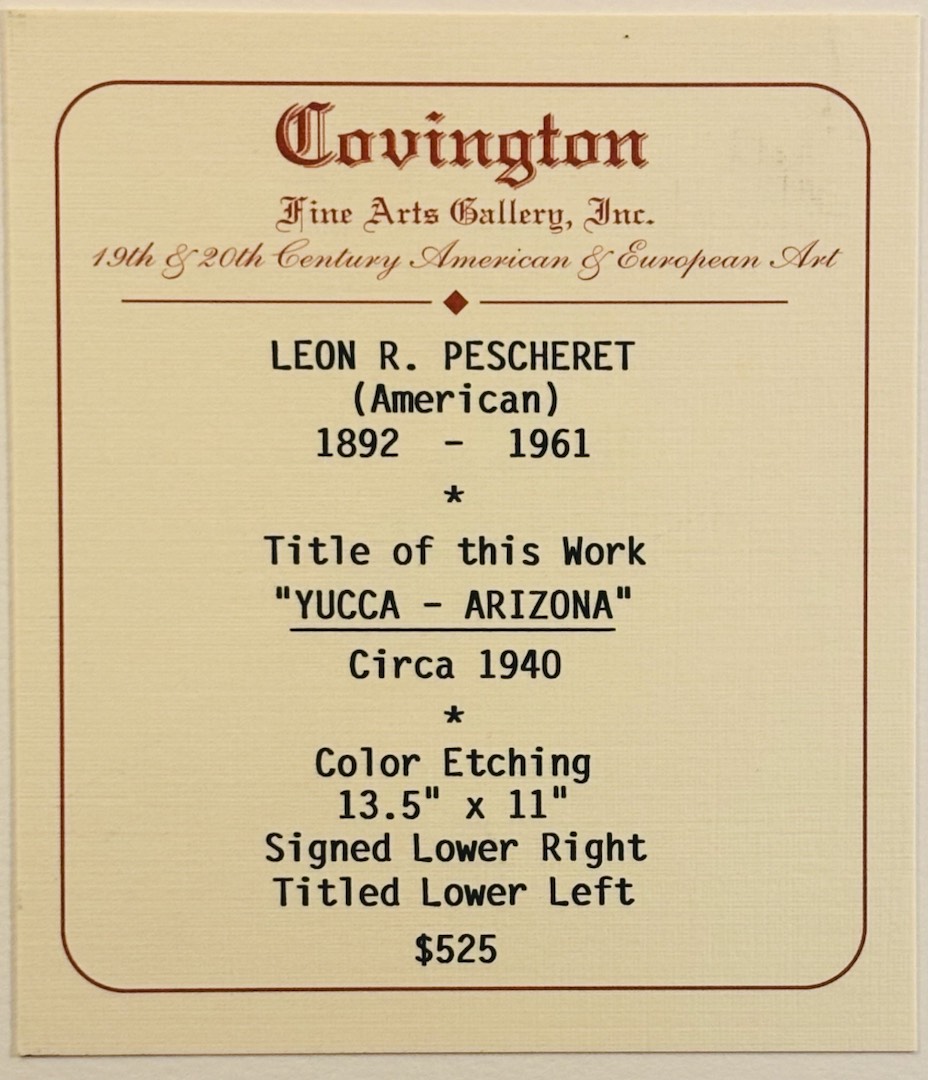 Covington
Fine Arts Gallery, Inc.
19th & 20th Century American & European Art
LEON R. PESCHERET
(American)
1892 - 1961
*
Title of this Work
"YUCCA - ARIZONA"
Circa 1940
*
Color Etching
13.5" x 11"
Signed Lower Right
Titled Lower Left
$525